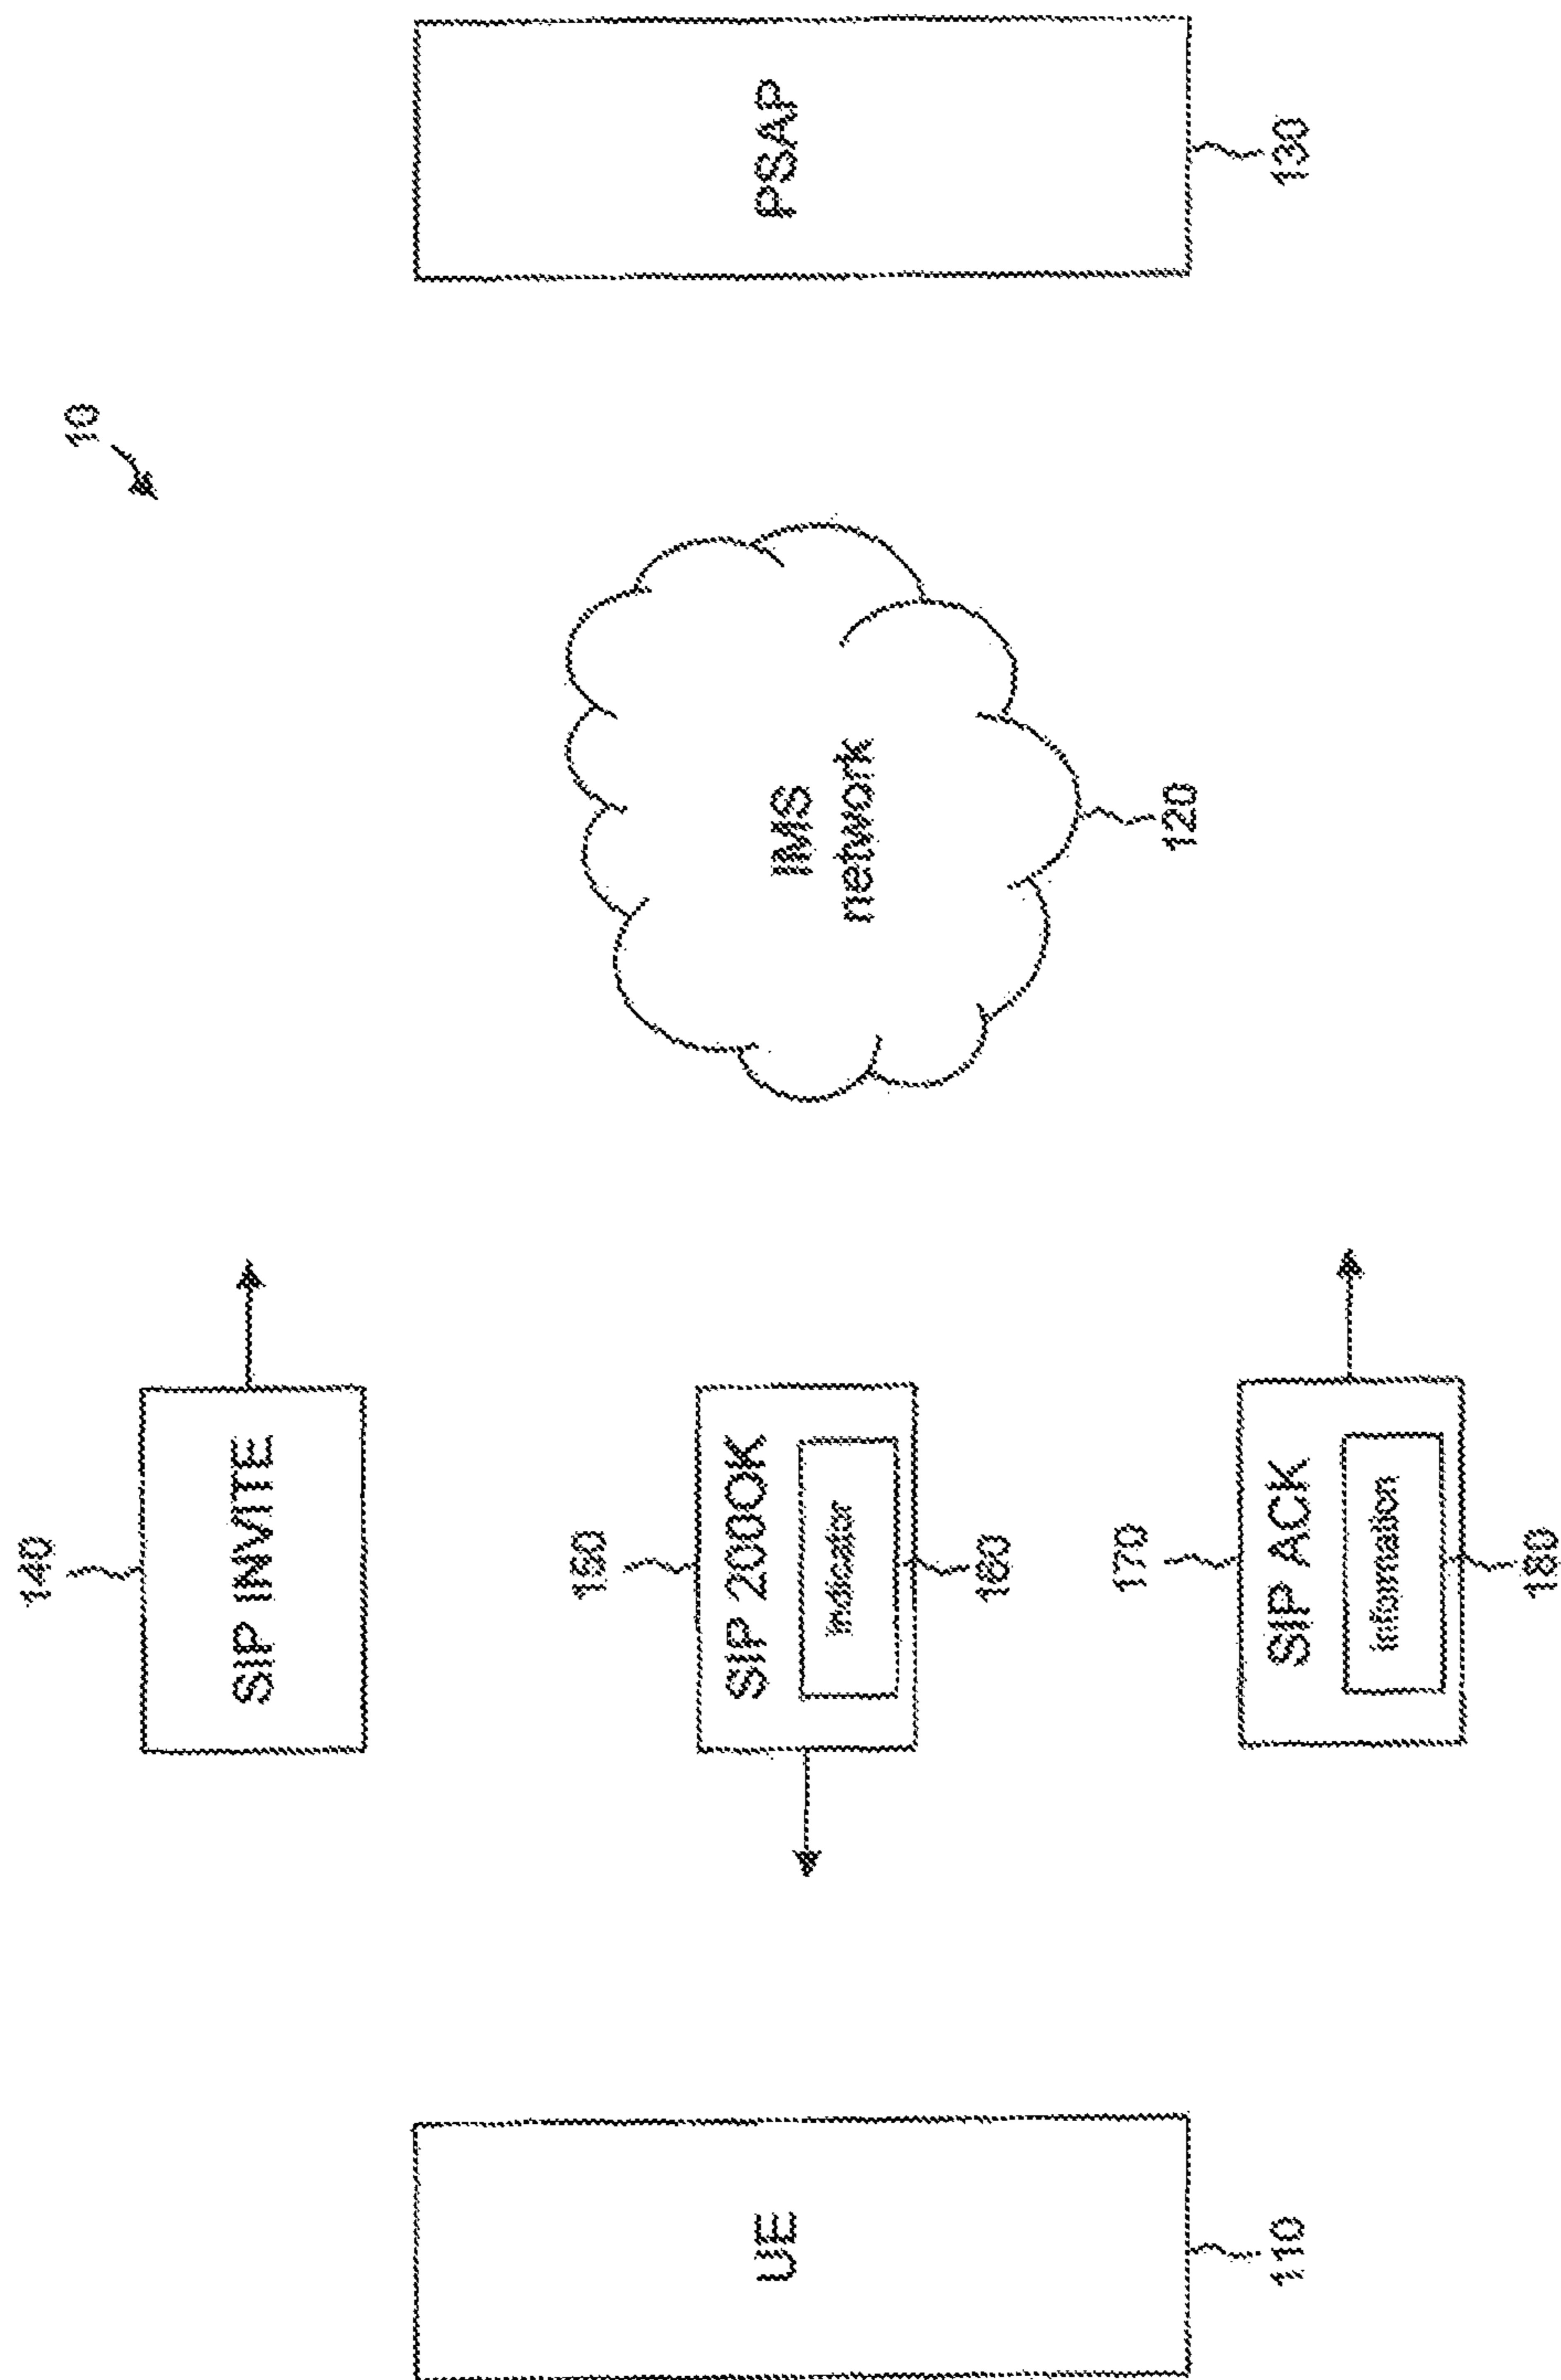 10
140
SIP INVITE
150
SIP 200OK
indicator
160
170
SIP ACK
information
180
UE
110
IMS
network
120
PSAP
130